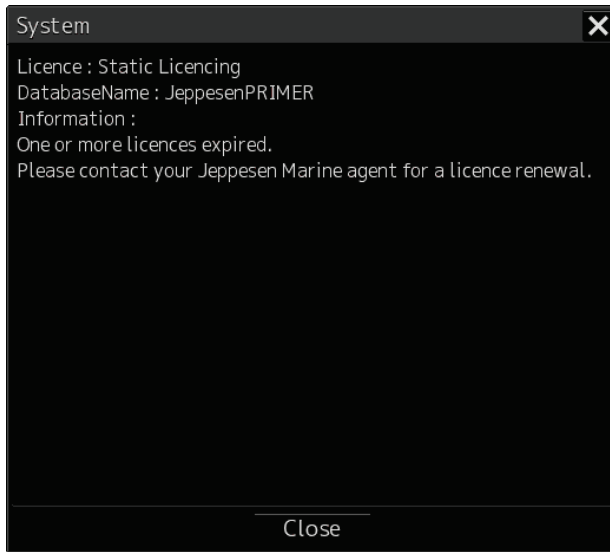 System
Licence : Static Licencing
DatabaseName : JeppesenPRIMER
Information :
One or more licences expired.
Please contact your Jeppesen Marine agent for a licence renewal.
Close